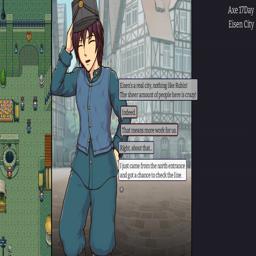 Axe 17Day
Eisen City
Eisen's a real city, nothing like Rubin!
The sheer amount of people here is crazy!
Indeed.
That means more work for us.
Right, about that...
I just came from the north entrance
and got a chance to check the line.